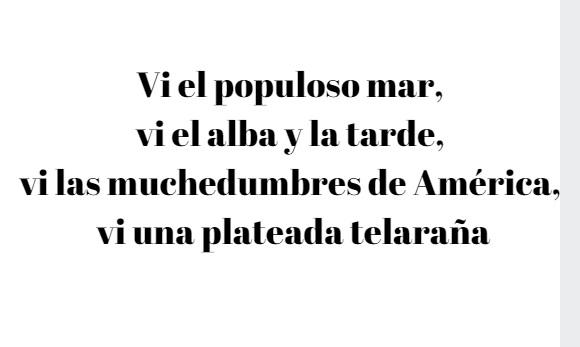 Vi el populoso mar,
vi el alba y la tarde,
vi las muchedumbres de América,
vi una plateada telaraña